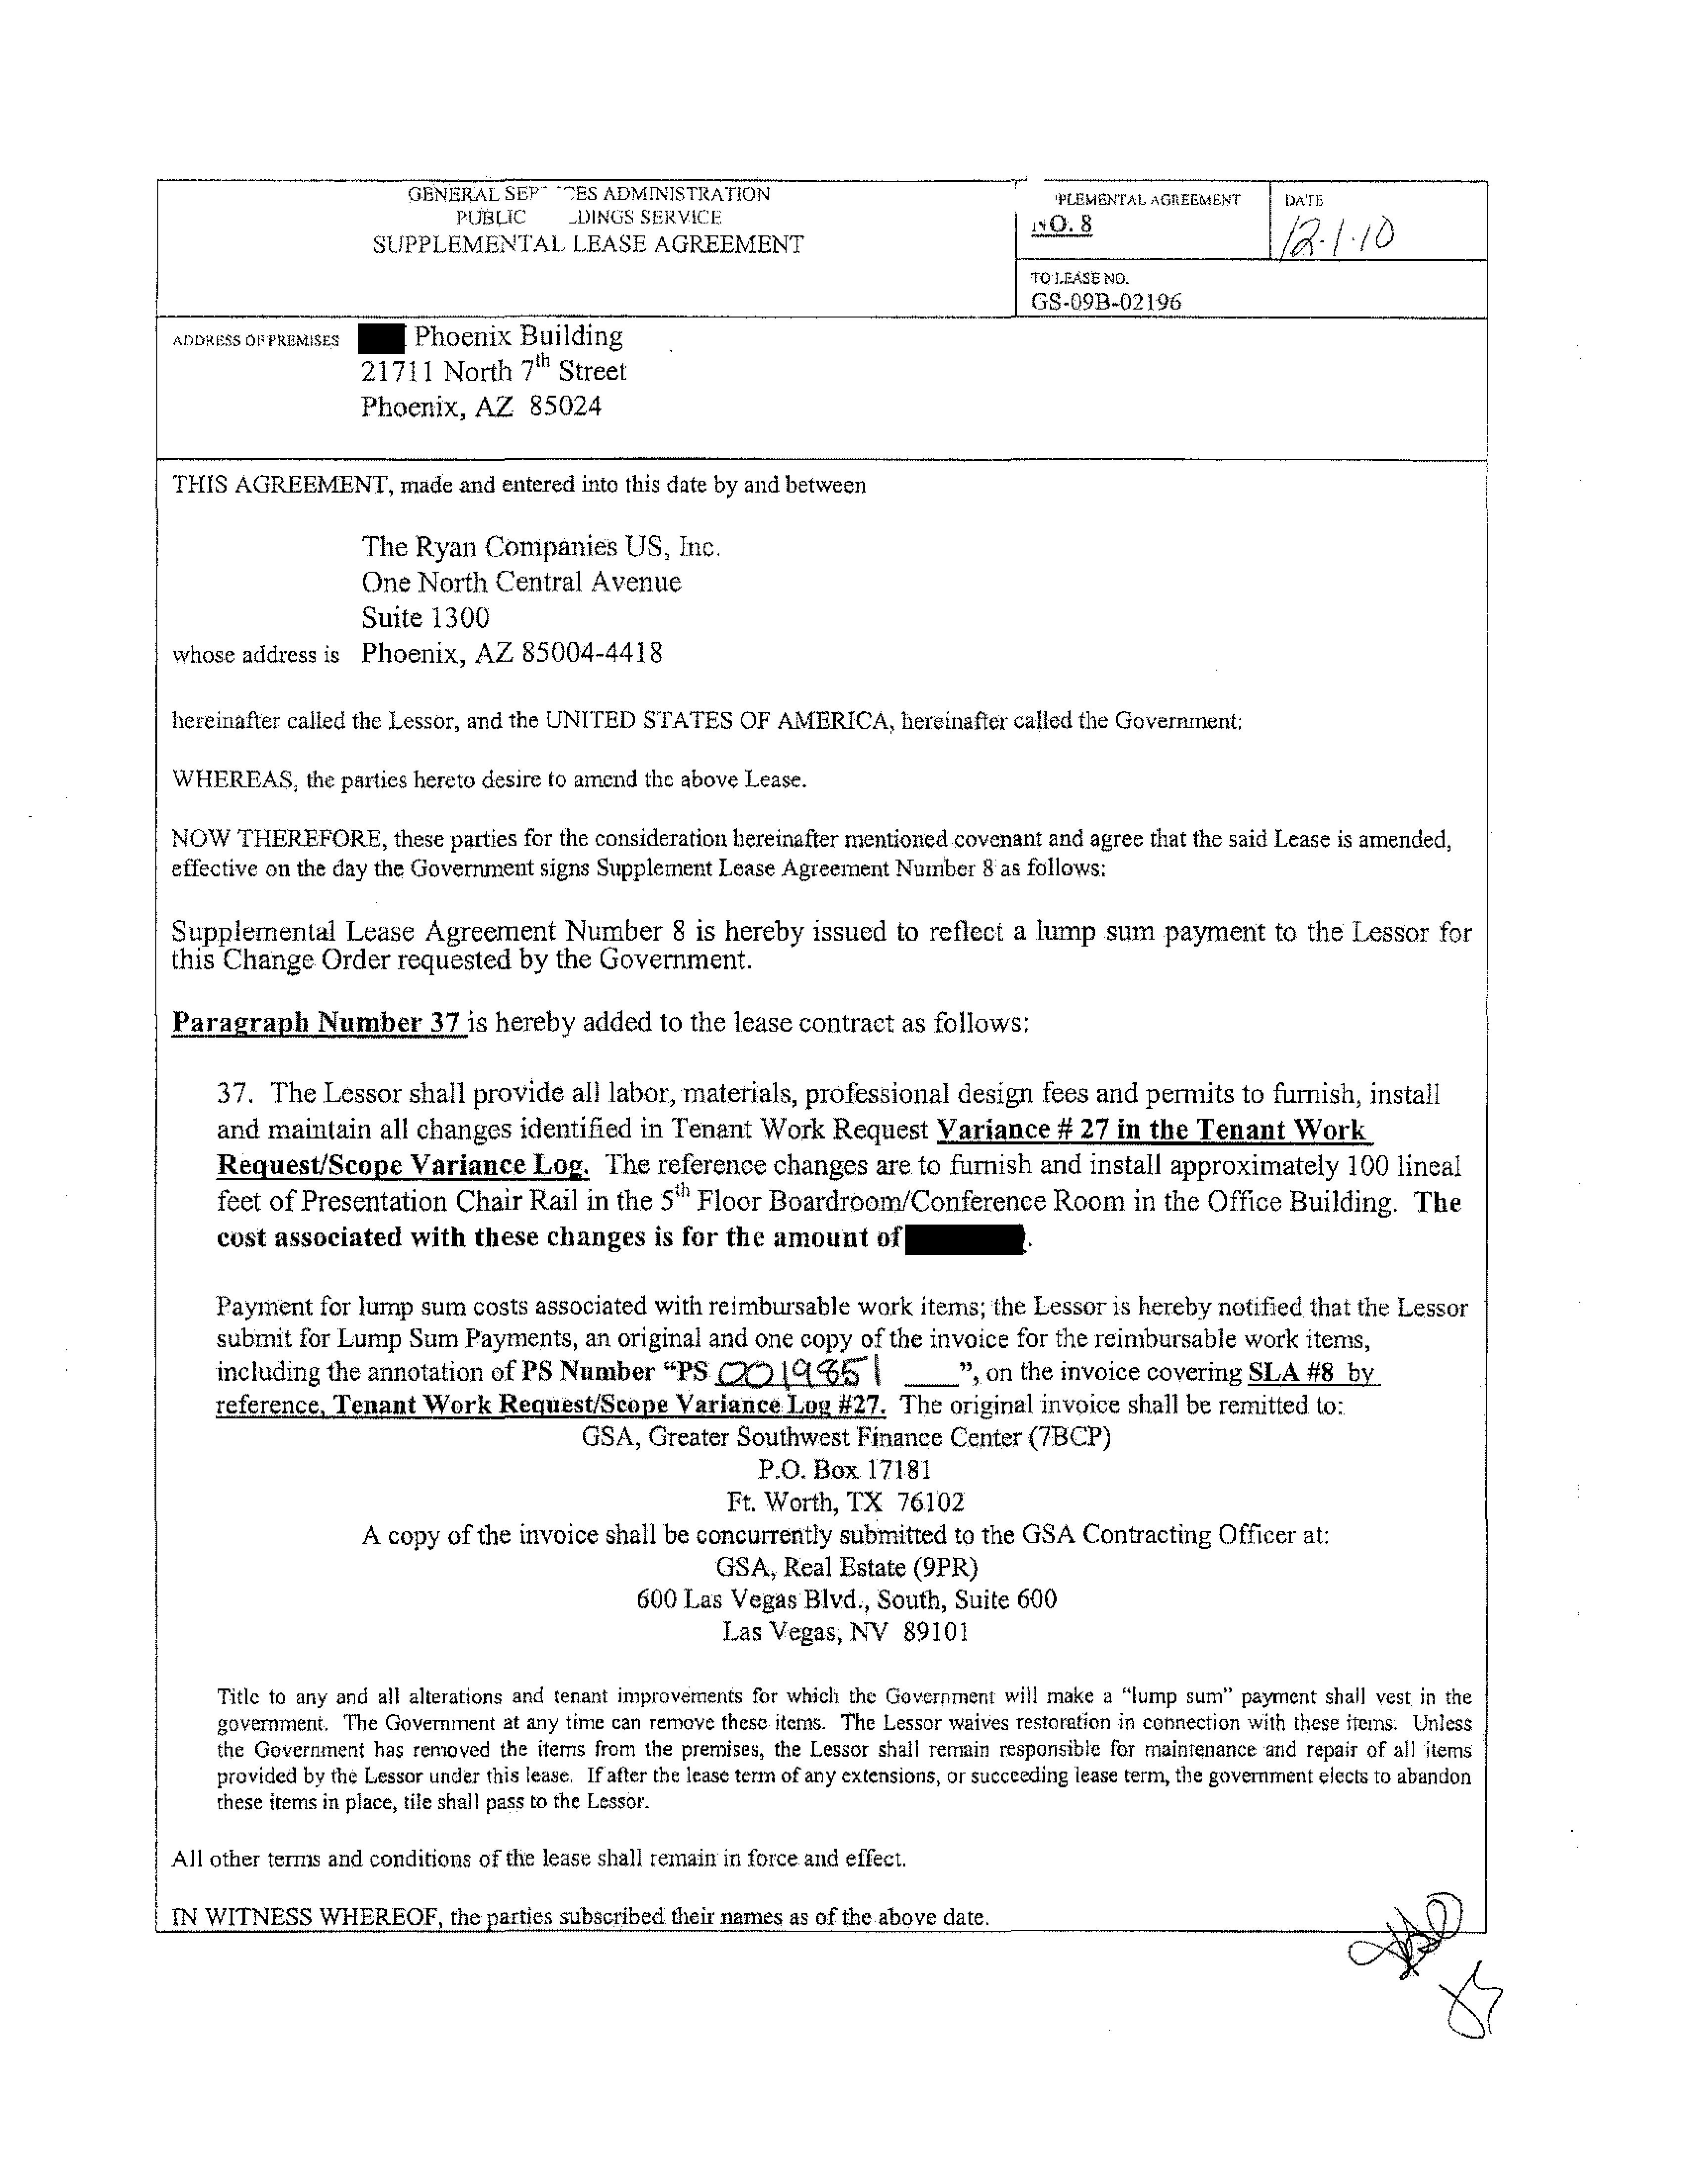 GENERAL SER  CES ADMINISTRATION
PUBLIC  DINGS SERVICE
SUPPLEMENTAL LEASE AGREEMENT
PLEMENTAL AGREEMENT
NO. 8
DATE
12.1.10
TO LEASE NO.
GS-09B-02196
ADDRESS OF PREMISES
Phoenix Building
21711 North 7th Street
Phoenix, AZ 85024
THIS AGREEMENT, made and entered into this date by and between
The Ryan Companies US, Inc.
One North Central Avenue
Suite 1300
whose address is Phoenix, AZ 85004-4418
hereinafter called the Lessor, and the UNITED STATES OF AMERICA, hereinafter called the Government;
WHEREAS, the parties hereto desire to amend the above Lease.
NOW THEREFORE, these parties for the consideration hereinafter mentioned covenant and agree that the said Lease is amended,
effective on the day the Government signs Supplement Lease Agreement Number 8 as follows:
Supplemental Lease Agreement Number 8 is hereby issued to reflect a lump sum payment to the Lessor for
this Change Order requested by the Government.
Paragraph Number 37 is hereby added to the lease contract as follows:
37. The Lessor shall provide all labor, materials, professional design fees and permits to furnish, install
and maintain all changes identified in Tenant Work Request Variance # 27 in the Tenant Work
Request/Scope Variance Log. The reference changes are to furnish and install approximately 100 lineal
feet of Presentation Chair Rail in the 5th Floor Boardroom/Conference Room in the Office Building. The
cost associated with these changes is for the amount of .
Payment for lump sum costs associated with reimbursable work items; the Lessor is hereby notified that the Lessor
submit for Lump Sum Payments, an original and one copy of the invoice for the reimbursable work items,
including the annotation of PS Number “PS 0019851 ____”, on the invoice covering SLA #8 by
reference, Tenant Work Request/Scope Variance Log #27. The original invoice shall be remitted to:
GSA, Greater Southwest Finance Center (7BCP)
P.O. Box 17181
Ft. Worth, TX 76102
A copy of the invoice shall be concurrently submitted to the GSA Contracting Officer at:
GSA, Real Estate (9PR)
600 Las Vegas Blvd., South, Suite 600
Las Vegas, NV 89101
Title to any and all alterations and tenant improvements for which the Government will make a “lump sum” payment shall vest in the
government. The Government at any time can remove these items. The Lessor waives restoration in connection with these items. Unless
the Government has removed the items from the premises, the Lessor shall remain responsible for maintenance and repair of all items
provided by the Lessor under this lease. If after the lease term of any extensions, or succeeding lease term, the government elects to abandon
these items in place, tile shall pass to the Lessor.
All other terms and conditions of the lease shall remain in force and effect.
IN WITNESS WHEREOF, the parties subscribed their names as of the above date.